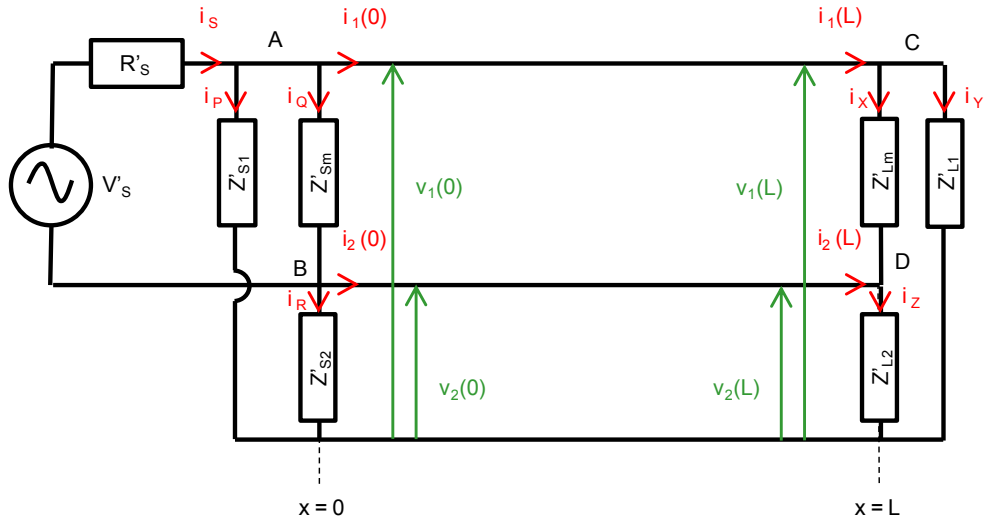 i_S
A
i_1(0)
i_1(L)
C
R'_S
i_P
i_Q
i_X
i_Y
Z'_S1
Z'_Sm
Z'_Lm
Z'_L1
V'_S
v_1(0)
v_1(L)
i_2(0)
i_2(L)
B
D
i_R
i_Z
Z'_S2
Z'_L2
v_2(0)
v_2(L)
x = 0
x = L